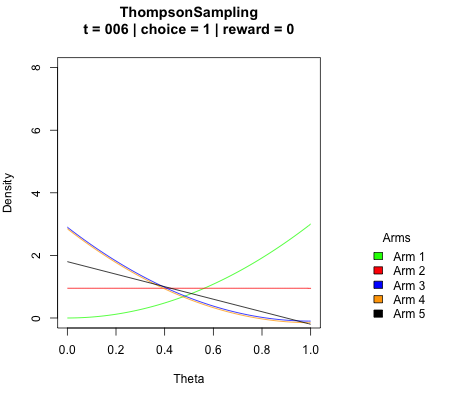 ThompsonSampling
t = 006 | choice = 1 | reward = 0
8
6
4
2
0
Density
0.0 0.2 0.4 0.6 0.8 1.0
Theta
Arms
Arm 1
Arm 2
Arm 3
Arm 4
Arm 5